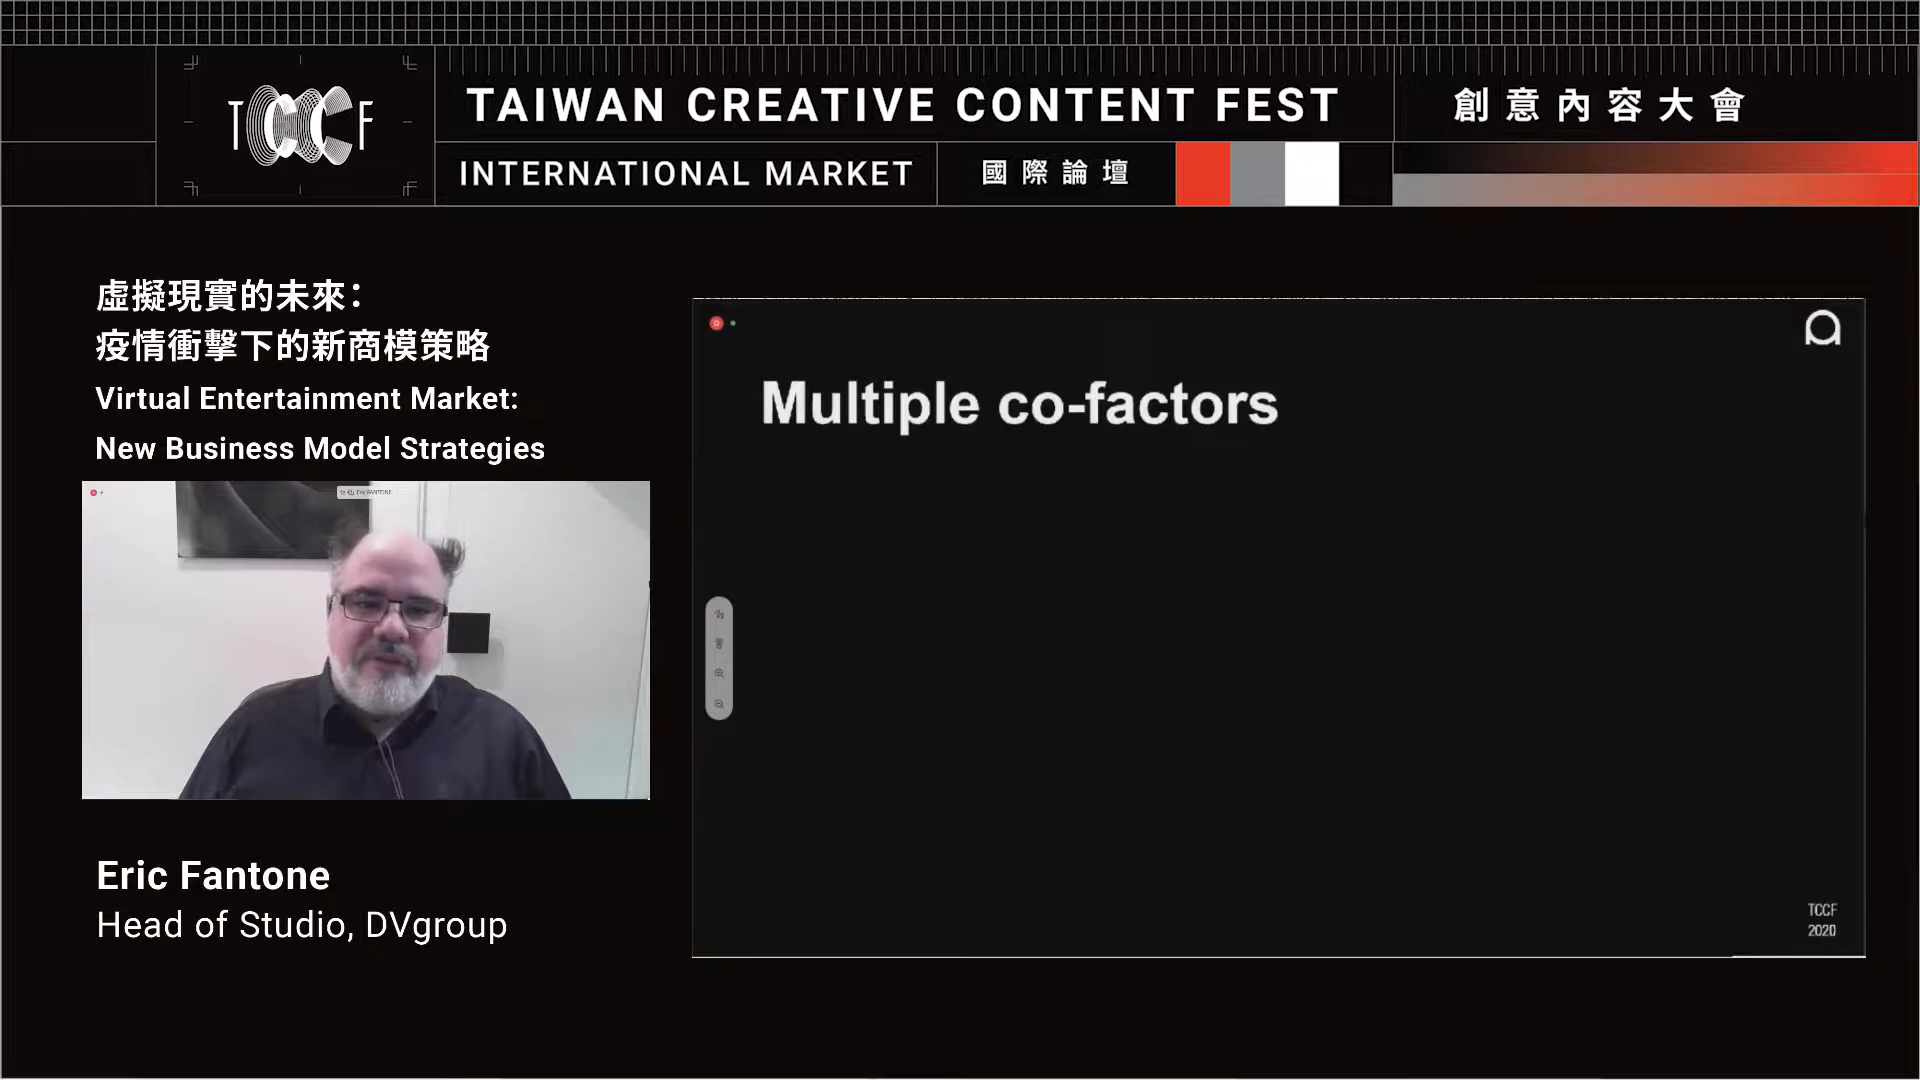 TCCF
TAIWAN CREATIVE CONTENT FEST
創意內容大會
INTERNATIONAL MARKET
國際論壇
虛擬現實的未來：
疫情衝擊下的新商模策略
Virtual Entertainment Market:
New Business Model Strategies
Eric FANTONE
Eric Fantone
Head of Studio, DVgroup
Multiple co-factors
TCCF
2020